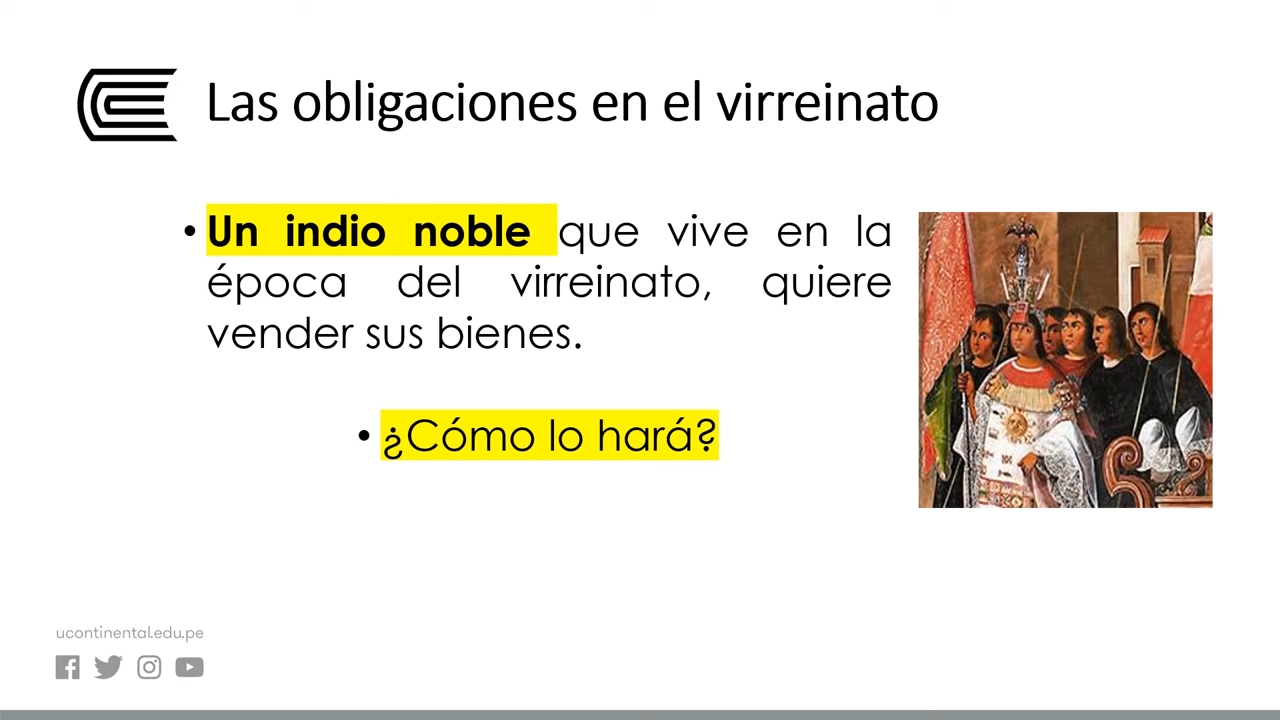 Las obligaciones en el virreinato
• Un indio noble que vive en la
época del virreinato, quiere
vender sus bienes.
• ¿Cómo lo hará?
ucontinental.edu.pe